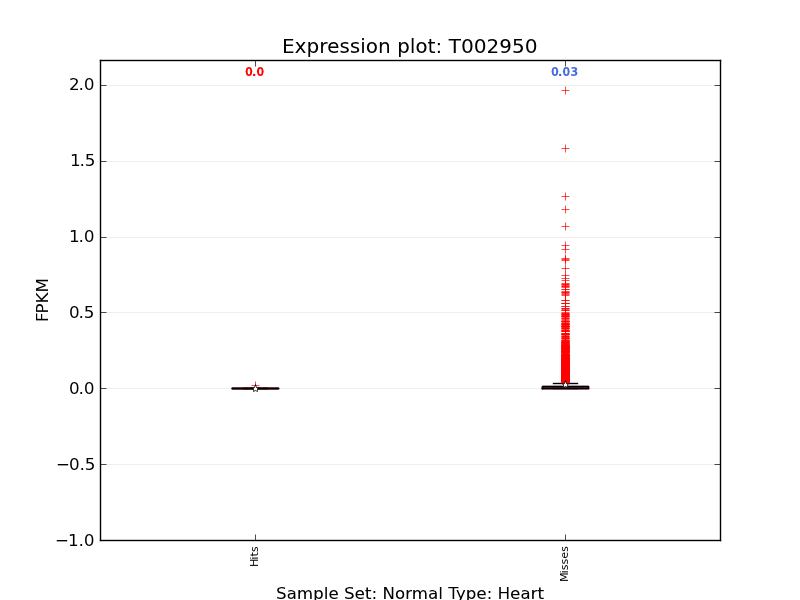 Expression plot: T002950
0.0
0.03
2.0
1.5
1.0
0.5
0.0
−0.5
−1.0
FPKM
Hits
Misses
Sample Set: Normal Type: Heart